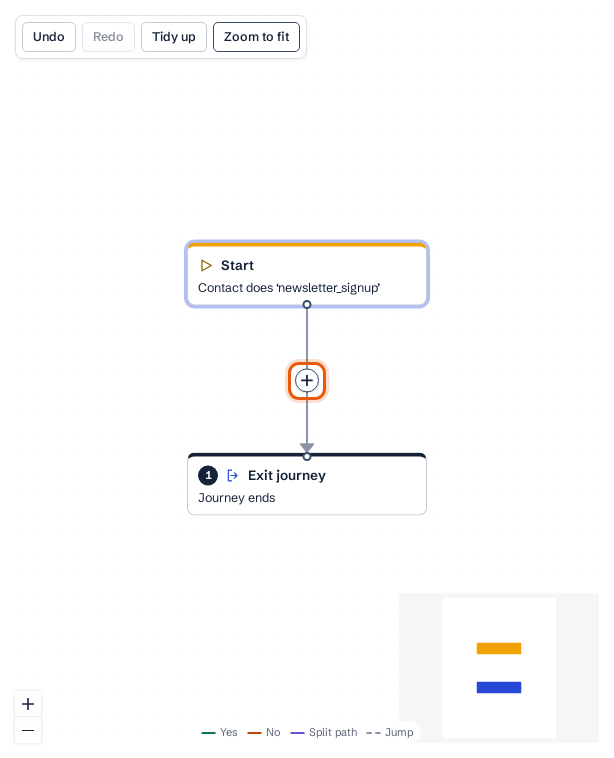 Undo Redo Tidy up Zoom to fit
Start
Contact does ‘newsletter_signup’
1 Exit journey
Journey ends
Yes No Split path Jump